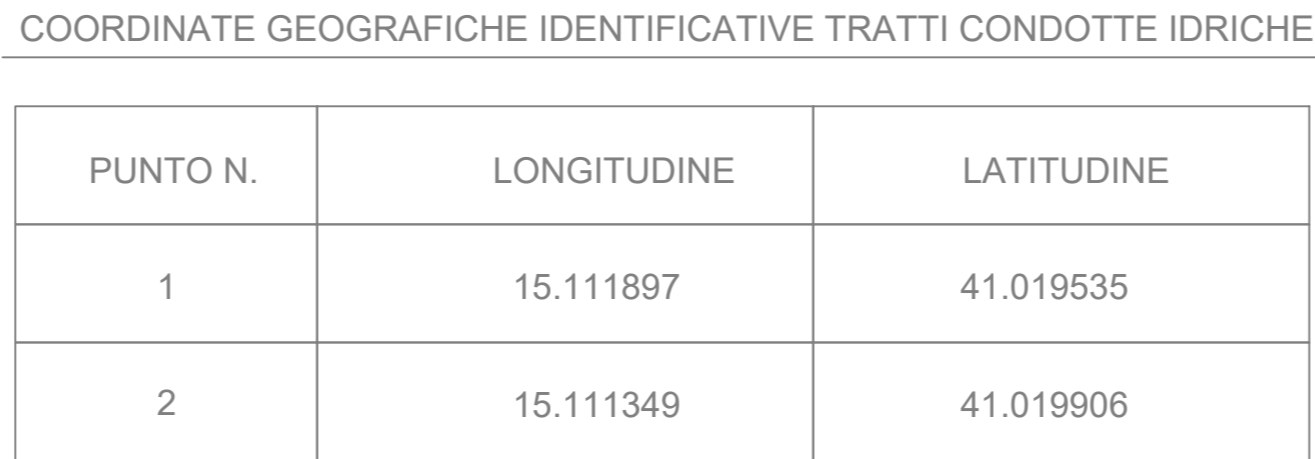 COORDINATE GEOGRAFICHE IDENTIFICATIVE TRATTI CONDOTTE IDRICHE
PUNTO N. LONGITUDINE LATITUDINE
1 15.111897 41.019535
2 15.111349 41.019906